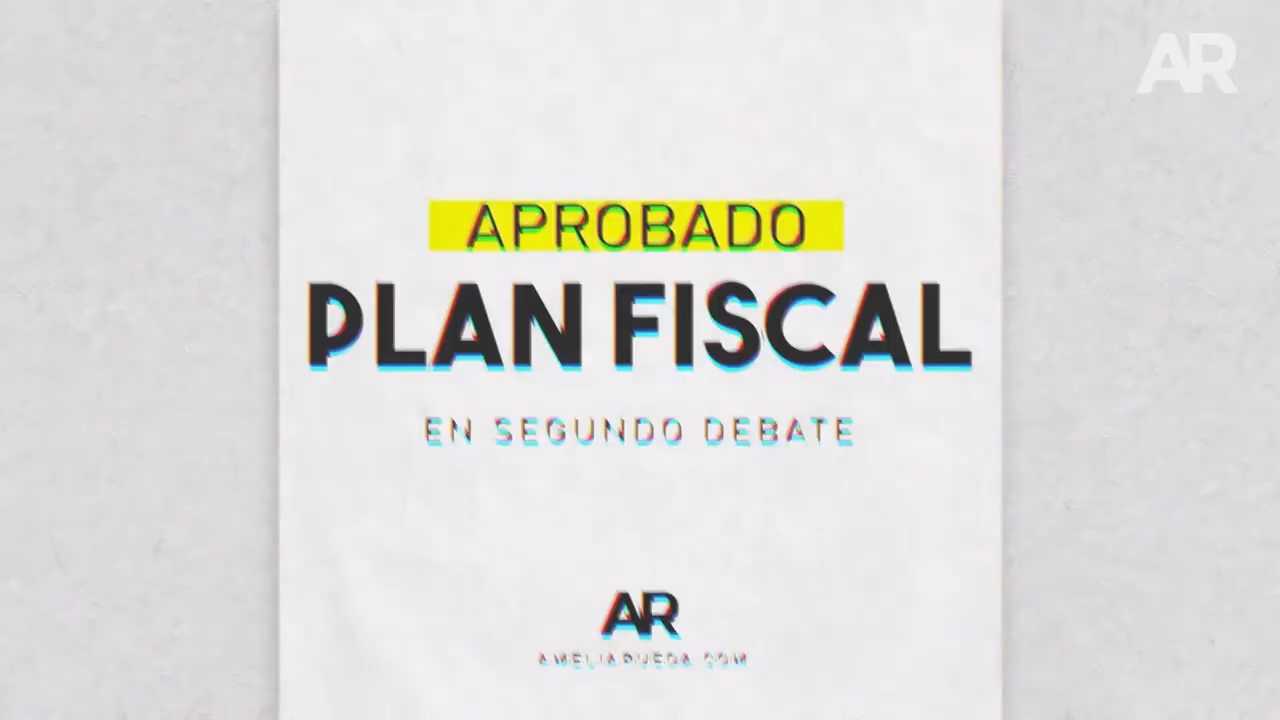 AR
APROBADO
PLAN FISCAL
EN SEGUNDO DEBATE
AR
AMELIARUEDA.COM